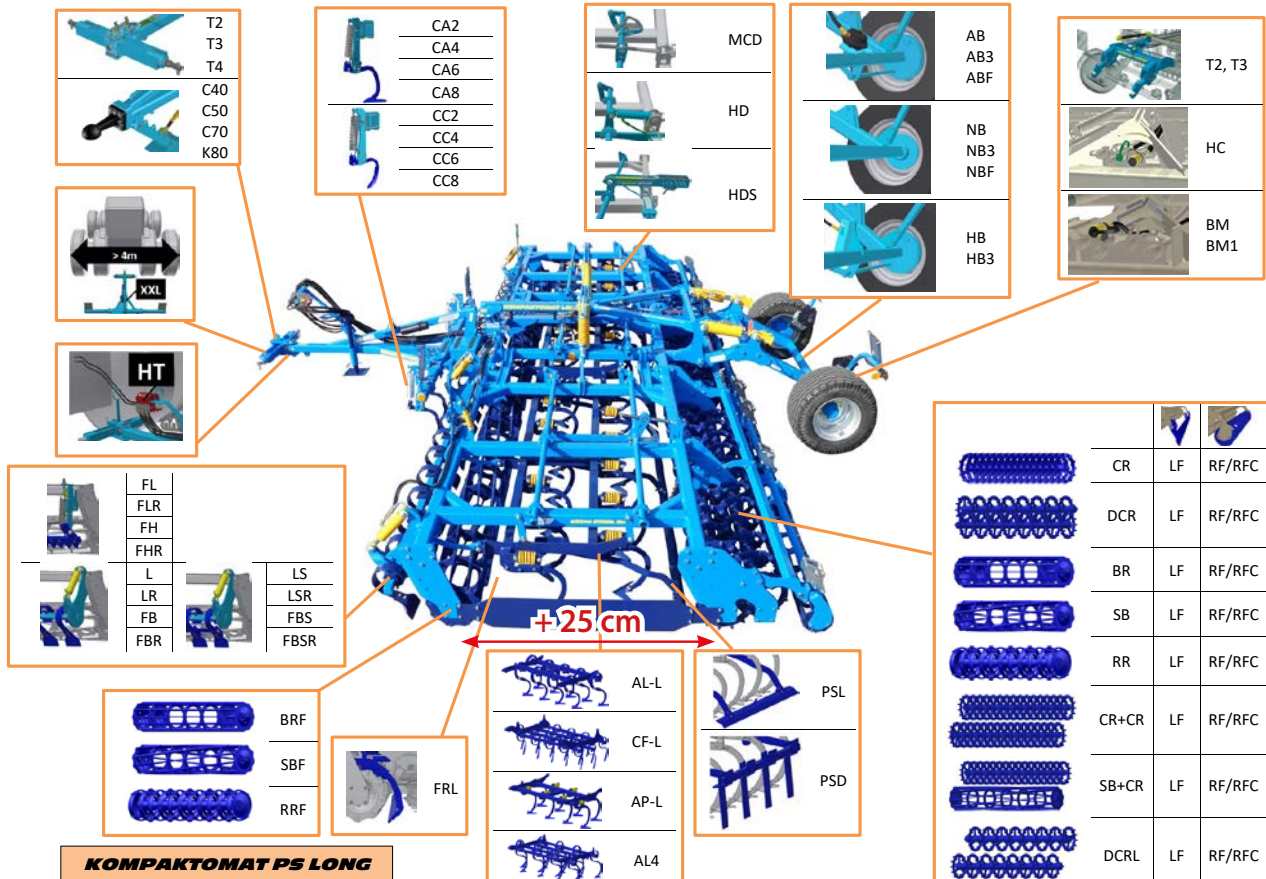 T2
T3
T4
C40
C50
C70
K80
CA2
CA4
CA6
CA8
CC2
CC4
CC6
CC8
MCD
HD
HDS
AB
AB3
ABF
NB
NB3
NBF
HB
HB3
T2, T3
HC
BM
BM1
> 4m
XXL
HT
KOMPAKTOMAT
FL
FLR
FH
FHR
L
LR
FB
FBR
LS
LSR
FBS
FBSR
+ 25 cm
BRF
SBF
RRF
FRL
AL-L
CF-L
AP-L
AL4
PSL
PSD
CR LF RF/RFC
DCR LF RF/RFC
BR LF RF/RFC
SB LF RF/RFC
RR LF RF/RFC
CR+CR LF RF/RFC
SB+CR LF RF/RFC
DCRL LF RF/RFC
KOMPAKTOMAT PS LONG